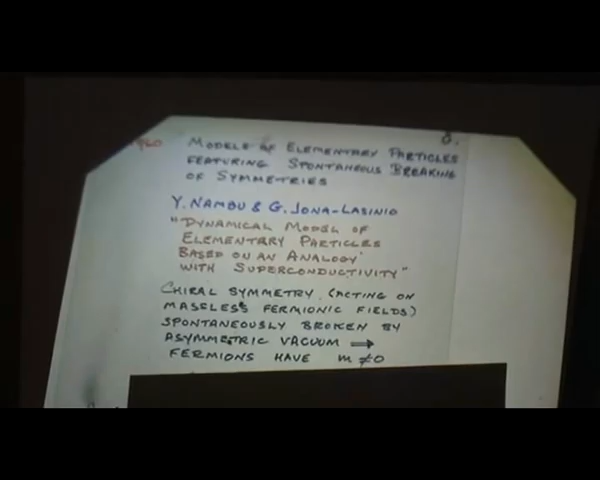 8.
MODELS OF ELEMENTARY PARTICLES
FEATURING SPONTANEOUS BREAKING
OF SYMMETRIES
Y. NAMBU & G. JONA-LASINIO
"DYNAMICAL MODEL OF
ELEMENTARY PARTICLES
BASED ON AN ANALOGY
WITH SUPERCONDUCTIVITY"
CHIRAL SYMMETRY (ACTING ON
MASSLESS FERMIONIC FIELDS)
SPONTANEOUSLY BROKEN BY
ASYMMETRIC VACUUM ⟹
FERMIONS HAVE m ≠ 0